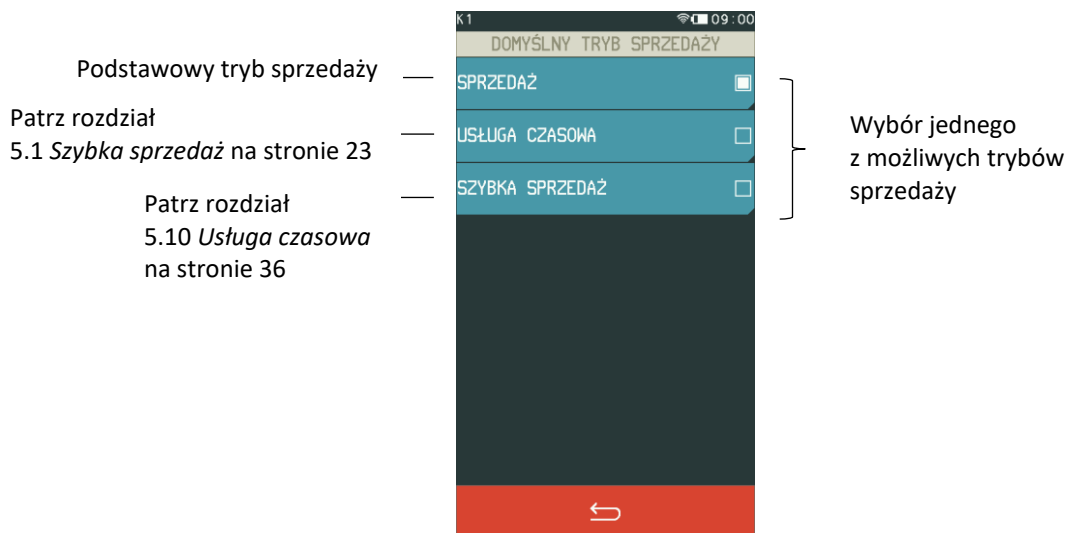 K1 09:00
DOMYŚLNY TRYB SPRZEDAŻY
Podstawowy tryb sprzedaży
SPRZEDAŻ
Patrz rozdział
5.1 Szybka sprzedaż na stronie 23
USŁUGA CZASOWA
Patrz rozdział
5.10 Usługa czasowa
na stronie 36
SZYBKA SPRZEDAŻ
Wybór jednego
z możliwych trybów
sprzedaży